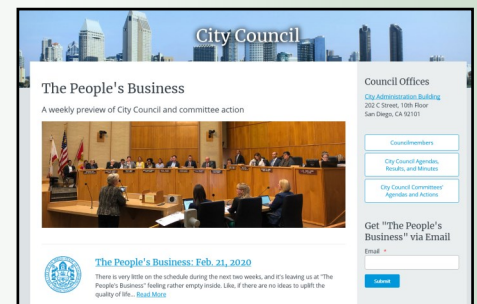 City Council
The People's Business
A weekly preview of City Council and committee action
The People's Business: Feb. 21, 2020
There is very little on the schedule during the next two weeks, and it's leaving us at "The
People's Business" feeling rather empty inside. Like, if there are no ideas to uplift the
quality of life... Read More
Council Offices
City Administration Building
202 C Street, 10th Floor
San Diego, CA 92101
Councilmembers
City Council Agendas,
Results, and Minutes
City Council Committees'
Agendas and Actions
Get "The People's
Business" via Email
Email *
Submit